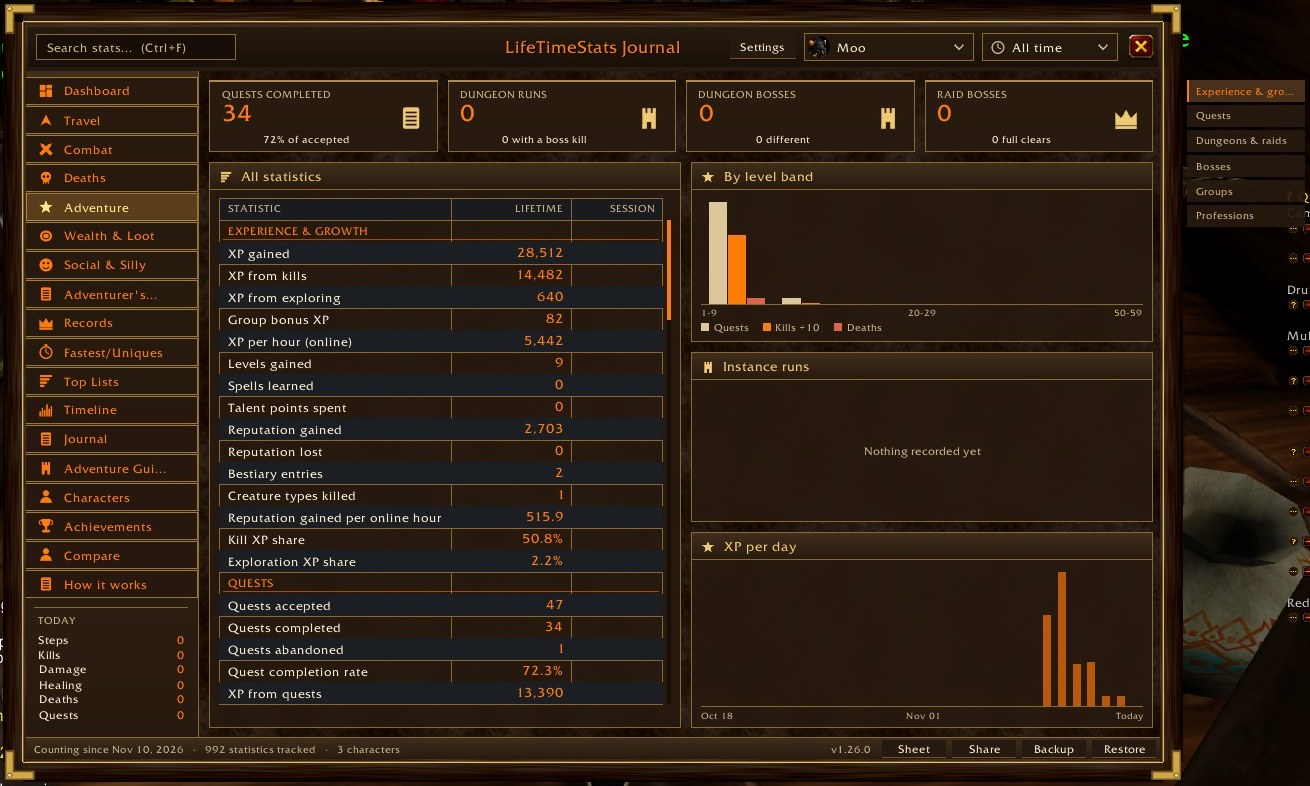 Search stats... (Ctrl+F)
LifeTimeStats Journal
Settings
Moo
All time
Dashboard
Travel
Combat
Deaths
Adventure
Wealth & Loot
Social & Silly
Adventurer's...
Records
Fastest/Uniques
Top Lists
Timeline
Journal
Adventure Gui...
Characters
Achievements
Compare
How it works
TODAY
Steps 0
Kills 0
Damage 0
Healing 0
Deaths 0
Quests 0
QUESTS COMPLETED
34
72% of accepted
DUNGEON RUNS
0
0 with a boss kill
DUNGEON BOSSES
0
0 different
RAID BOSSES
0
0 full clears
All statistics
STATISTIC LIFETIME SESSION
EXPERIENCE & GROWTH
XP gained 28,512
XP from kills 14,482
XP from exploring 640
Group bonus XP 82
XP per hour (online) 5,442
Levels gained 9
Spells learned 0
Talent points spent 0
Reputation gained 2,703
Reputation lost 0
Bestiary entries 2
Creature types killed 1
Reputation gained per online hour 515.9
Kill XP share 50.8%
Exploration XP share 2.2%
QUESTS
Quests accepted 47
Quests completed 34
Quests abandoned 1
Quest completion rate 72.3%
XP from quests 13,390
By level band
1-9 20-29 50-59
Quests Kills ÷10 Deaths
Instance runs
Nothing recorded yet
XP per day
Oct 18 Nov 01 Today
Experience & gro...
Quests
Dungeons & raids
Bosses
Groups
Professions
Dru
Mul
Red
Counting since Nov 10, 2026 · 992 statistics tracked · 3 characters
v1.26.0
Sheet
Share
Backup
Restore